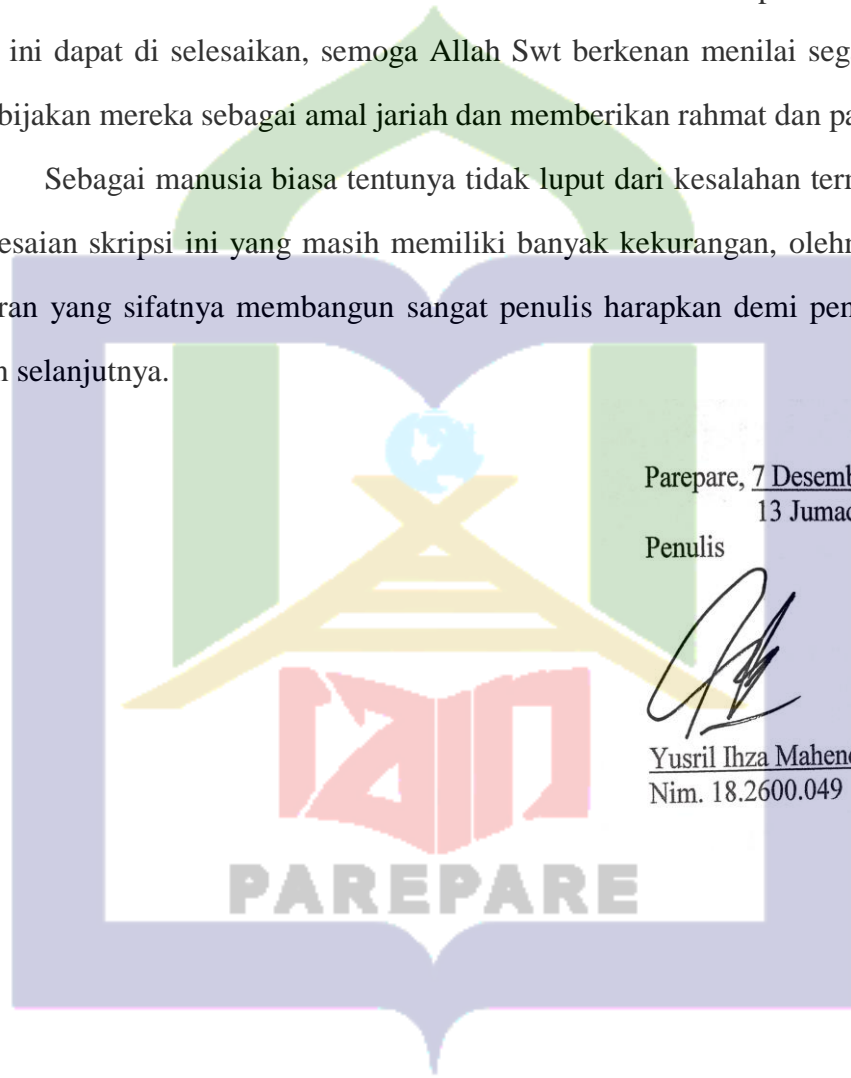 ini dapat di selesaikan, semoga Allah Swt berkenan menilai seg
bijakan mereka sebagai amal jariah dan memberikan rahmat dan pa
Sebagai manusia biasa tentunya tidak luput dari kesalahan ter
esaian skripsi ini yang masih memiliki banyak kekurangan, oleh
ran yang sifatnya membangun sangat penulis harapkan demi pen
selanjutnya.
Parepare, 7 Desemb
13 Jumad
Penulis
Yusril Ihza Mahend
Nim. 18.2600.049
iain
PAREPARE